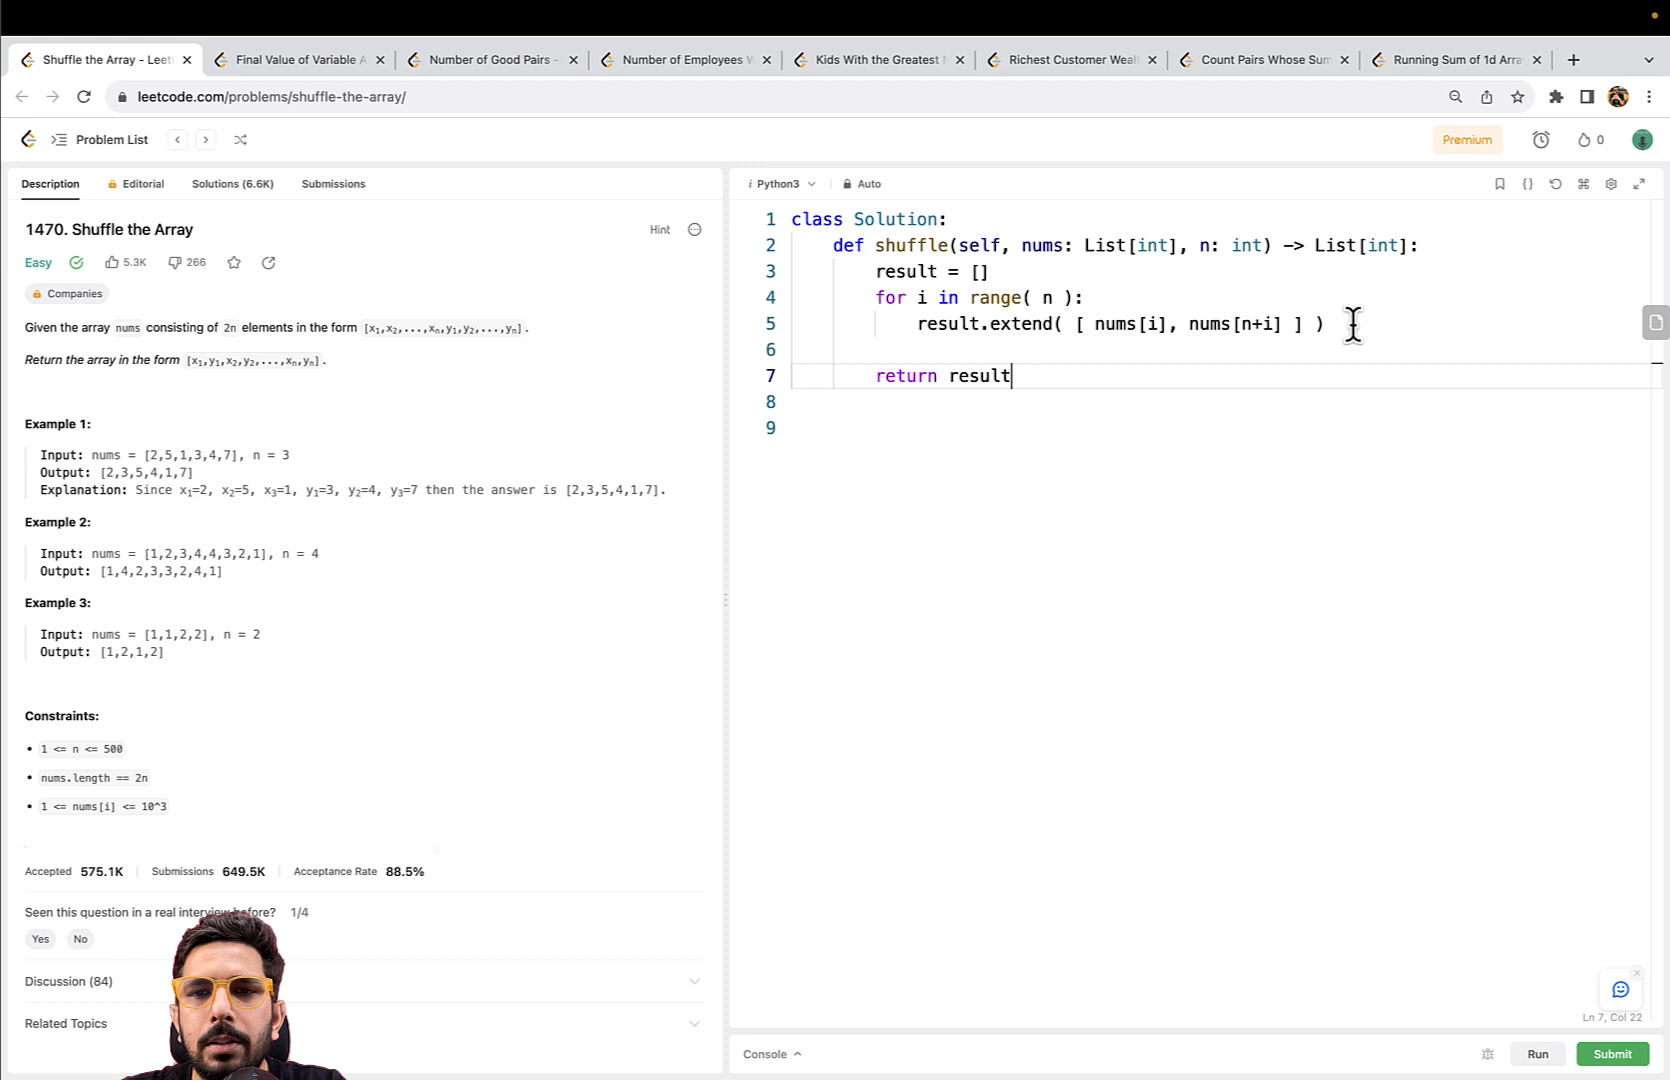 Shuffle the Array - Leet
Final Value of Variable A
Number of Good Pairs -
Number of Employees W
Kids With the Greatest
Richest Customer Weal
Count Pairs Whose Sum
Running Sum of 1d Arra
leetcode.com/problems/shuffle-the-array/
Problem List
Premium
0
Description
Editorial
Solutions (6.6K)
Submissions
1470. Shuffle the Array
Hint
Easy
5.3K
266
Companies
Given the array nums consisting of 2n elements in the form [x₁,x₂,...,xₙ,y₁,y₂,...,yₙ].
Return the array in the form [x₁,y₁,x₂,y₂,...,xₙ,yₙ].
Example 1:
Input: nums = [2,5,1,3,4,7], n = 3
Output: [2,3,5,4,1,7]
Explanation: Since x₁=2, x₂=5, x₃=1, y₁=3, y₂=4, y₃=7 then the answer is [2,3,5,4,1,7].
Example 2:
Input: nums = [1,2,3,4,4,3,2,1], n = 4
Output: [1,4,2,3,3,2,4,1]
Example 3:
Input: nums = [1,1,2,2], n = 2
Output: [1,2,1,2]
Constraints:
• 1 <= n <= 500
• nums.length == 2n
• 1 <= nums[i] <= 10^3
Accepted 575.1K
Submissions 649.5K
Acceptance Rate 88.5%
Seen this question in a real interview before? 1/4
Yes
No
Discussion (84)
Related Topics
i Python3
Auto
1 class Solution:
2 def shuffle(self, nums: List[int], n: int) -> List[int]:
3 result = []
4 for i in range( n ):
5 result.extend( [ nums[i], nums[n+i] ] )
6
7 return result
8
9
Ln 7, Col 22
Console
Run
Submit